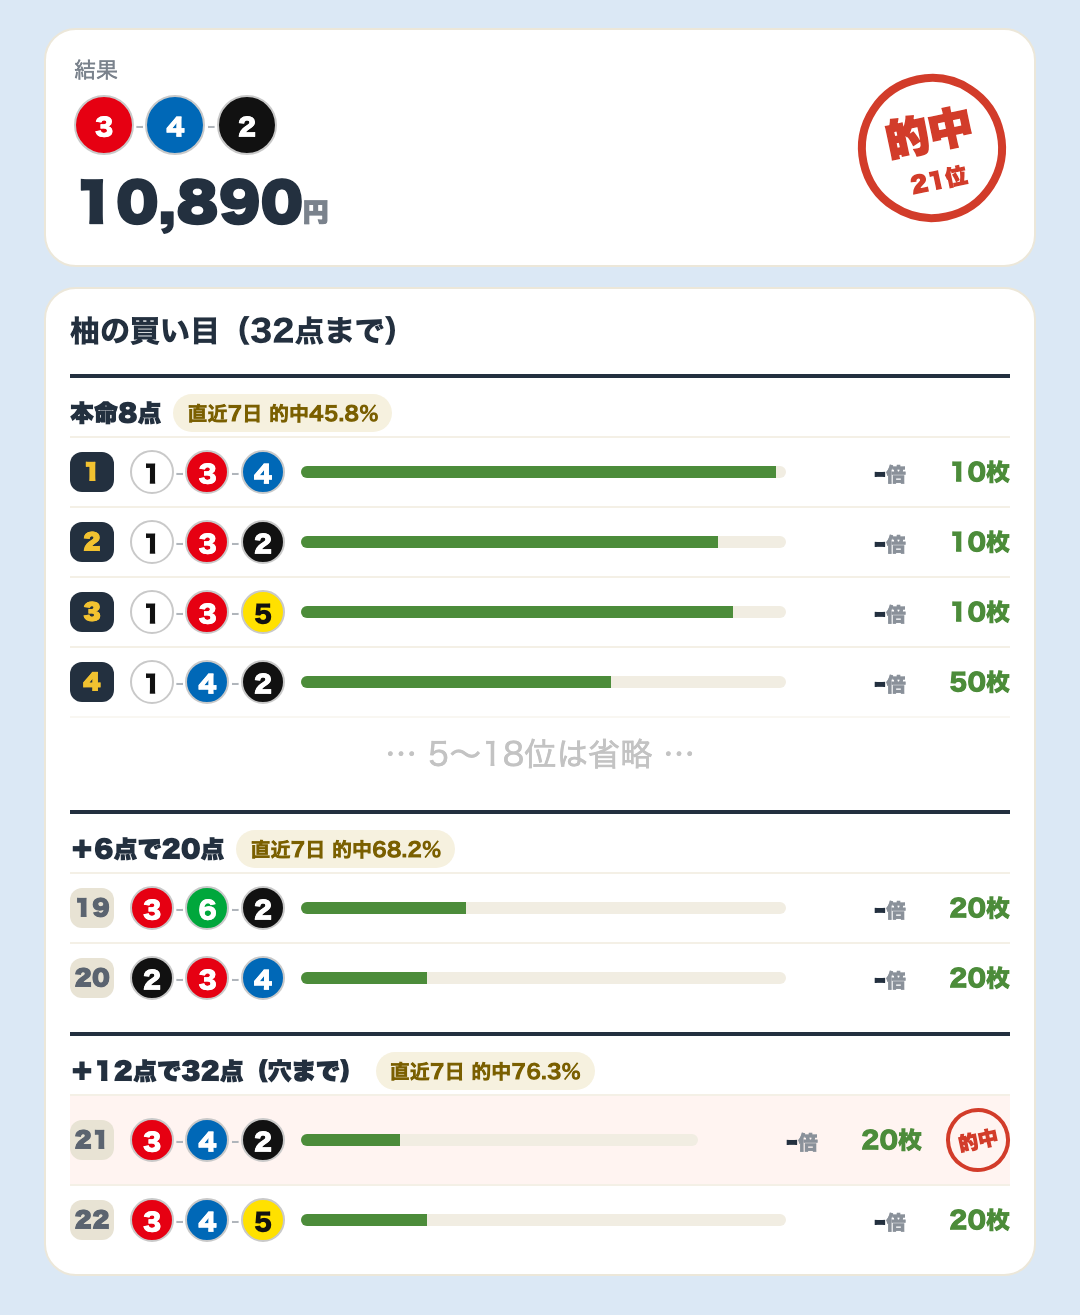 結果
3-4-2
10,890円
的中
21位
柚の買い目（32点まで）
本命8点 直近7日 的中45.8%
1 1-3-4 -倍 10枚
2 1-3-2 -倍 10枚
3 1-3-5 -倍 10枚
4 1-4-2 -倍 50枚
… 5〜18位は省略 …
+6点で20点 直近7日 的中68.2%
19 3-6-2 -倍 20枚
20 2-3-4 -倍 20枚
+12点で32点（穴まで） 直近7日 的中76.3%
21 3-4-2 -倍 20枚 的中
22 3-4-5 -倍 20枚